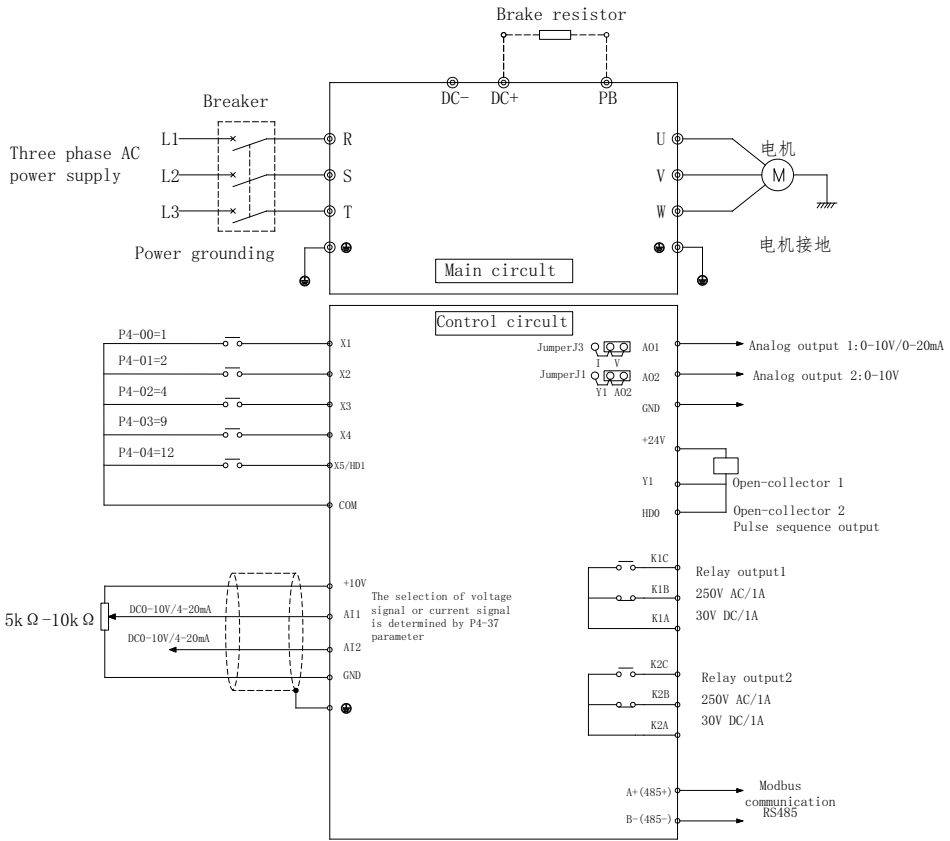 Brake resistor
DC-
DC+
PB
Breaker
Three phase AC
power supply
L1
L2
L3
R
S
T
U
V
W
电机
M
Power grounding
电机接地
Main circult
Control circult
P4-00=1
P4-01=2
P4-02=4
P4-03=9
P4-04=12
X1
X2
X3
X4
X5/HD1
COM
JumperJ3
I
V
AO1
JumperJ1
Y1
AO2
AO2
GND
+24V
Y1
HDO
Analog output 1:0-10V/0-20mA
Analog output 2:0-10V
Open-collector 1
Open-collector 2
Pulse sequence output
5kΩ-10kΩ
DC0-10V/4-20mA
DC0-10V/4-20mA
+10V
AI1
AI2
GND
The selection of voltage
signal or current signal
is determined by P4-37
parameter
K1C
K1B
K1A
Relay output1
250V AC/1A
30V DC/1A
K2C
K2B
K2A
Relay output2
250V AC/1A
30V DC/1A
A+(485+)
B-(485-)
Modbus
communication
RS485